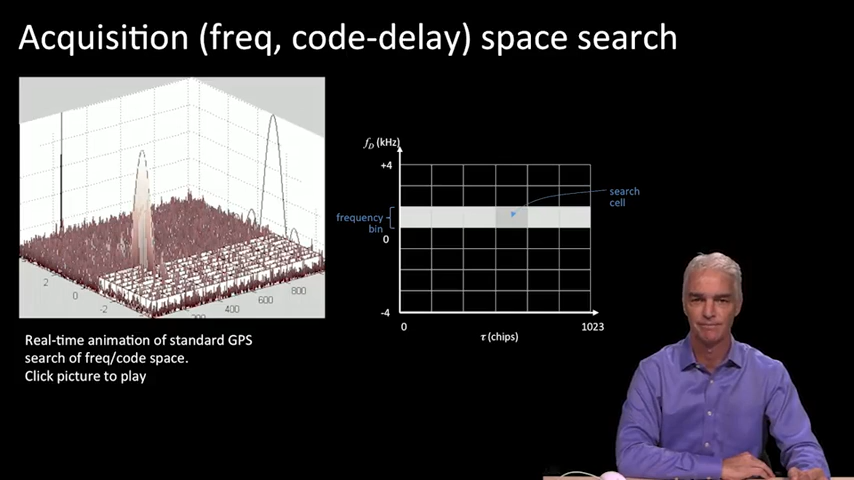 Acquisition (freq, code-delay) space search
2
0
-2
200
400
600
800
Real-time animation of standard GPS
search of freq/code space.
Click picture to play
f_D (kHz)
+4
frequency
bin
0
-4
0
1023
τ (chips)
search
cell